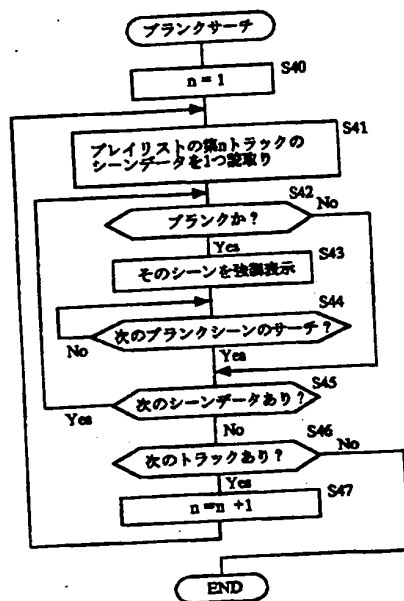 ブランクサーチ
S40
n = 1
S41
プレイリストの第nトラックの
シーンデータを1つ読取り
S42
ブランクか？
No
Yes
S43
そのシーンを強調表示
S44
次のブランクシーンのサーチ？
No
Yes
S45
次のシーンデータあり？
Yes
No
S46
次のトラックあり？
No
Yes
S47
n =n +1
END